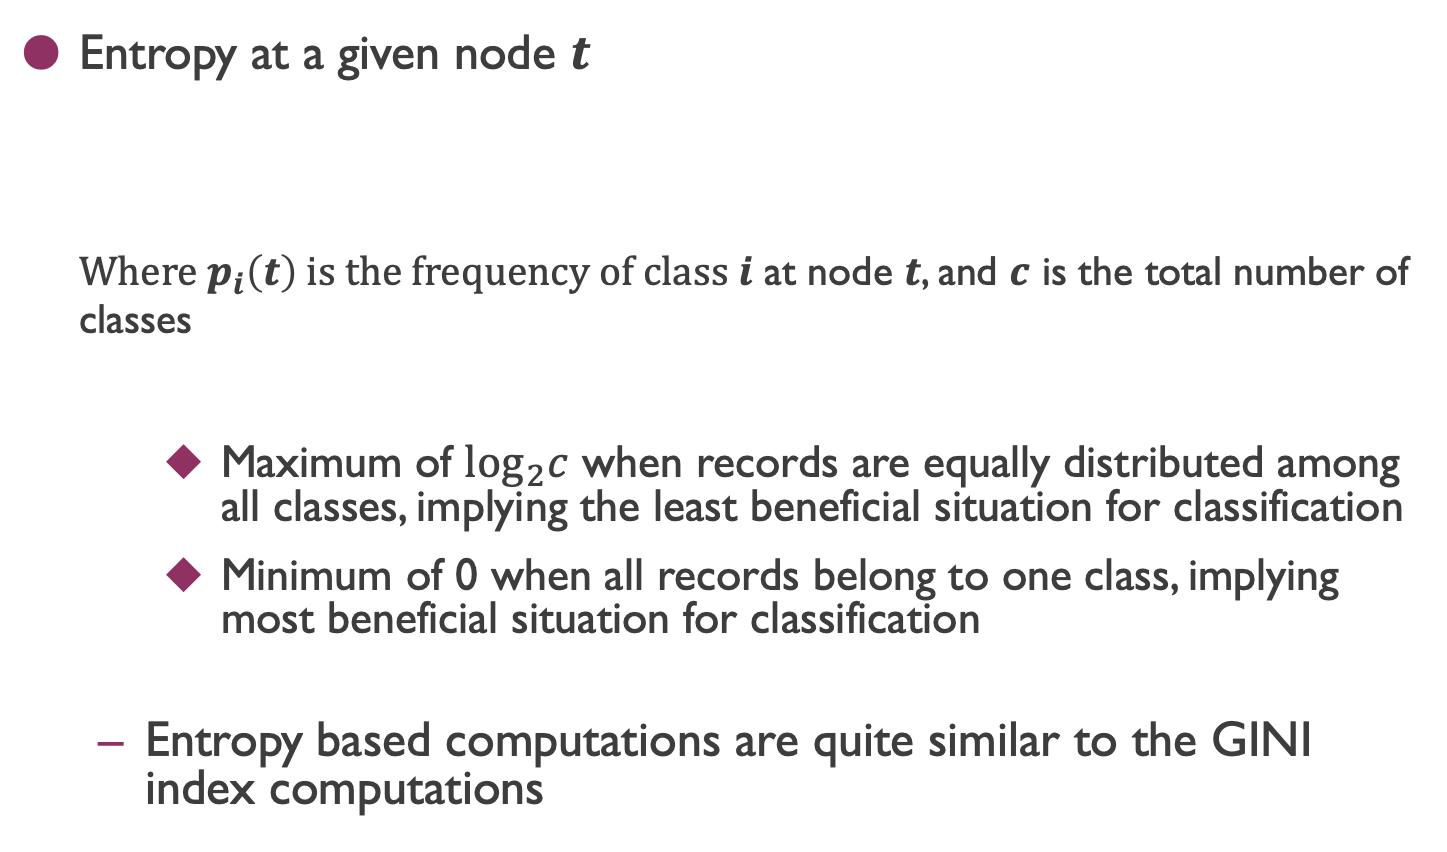 ● Entropy at a given node t
Where pᵢ(t) is the frequency of class i at node t, and c is the total number of
classes
◆ Maximum of log₂c when records are equally distributed among
all classes, implying the least beneficial situation for classification
◆ Minimum of 0 when all records belong to one class, implying
most beneficial situation for classification
– Entropy based computations are quite similar to the GINI
index computations